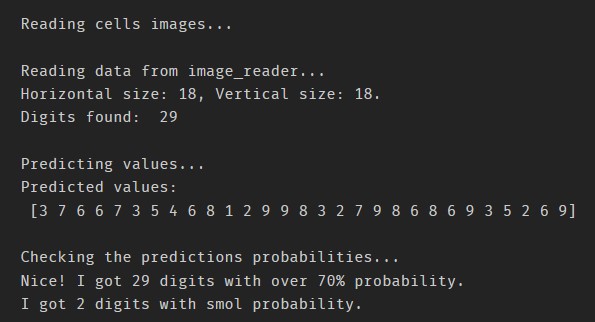 Reading cells images...
Reading data from image_reader...
Horizontal size: 18, Vertical size: 18.
Digits found:  29
Predicting values...
Predicted values:
[3 7 6 6 7 3 5 4 6 8 1 2 9 9 8 3 2 7 9 8 6 8 6 9 3 5 2 6 9]
Checking the predictions probabilities...
Nice! I got 29 digits with over 70% probability.
I got 2 digits with smol probability.